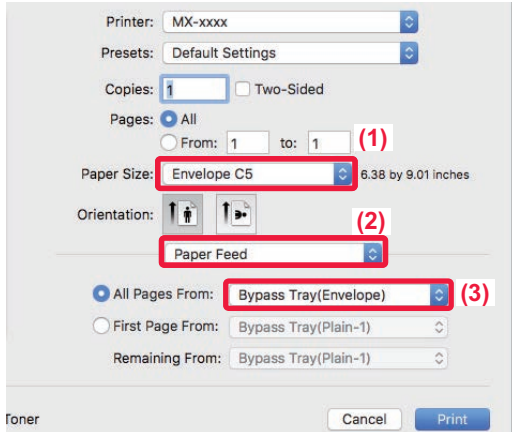 Printer: MX-xxxx
Presets: Default Settings
Copies: 1 Two-Sided
Pages: All
From: 1 to: 1 (1)
Paper Size: Envelope C5 6.38 by 9.01 inches
Orientation:
(2)
Paper Feed
All Pages From: Bypass Tray(Envelope) (3)
First Page From: Bypass Tray(Plain-1)
Remaining From: Bypass Tray(Plain-1)
Toner Cancel Print